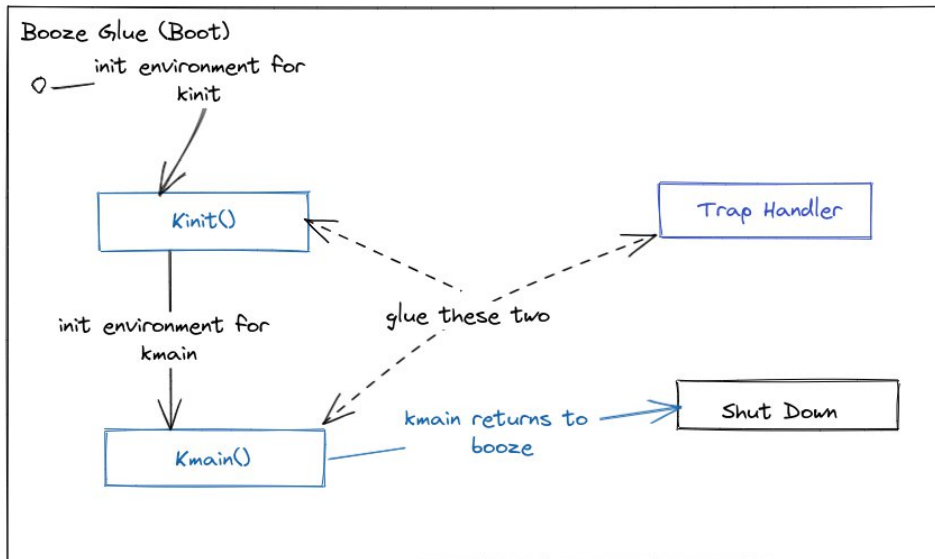 Booze Glue (Boot)
init environment for
kinit
Kinit()
Trap Handler
glue these two
init environment for
kmain
Shut Down
kmain returns to
booze
Kmain()